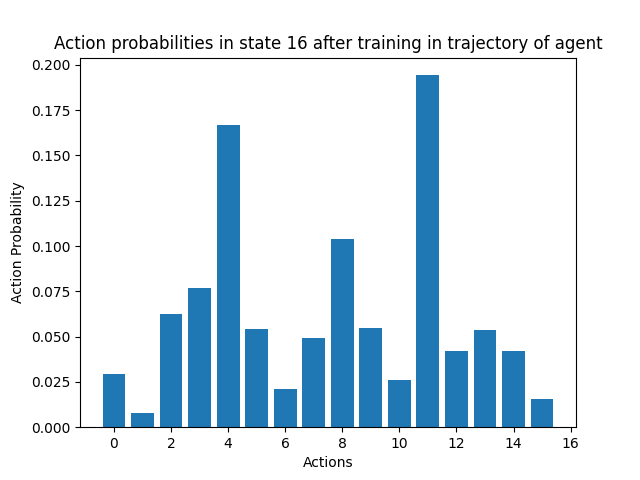 Action probabilities in state 16 after training in trajectory of agent
0.200
0.175
0.150
0.125
0.100
0.075
0.050
0.025
0.000
Action Probability
0 2 4 6 8 10 12 14 16
Actions